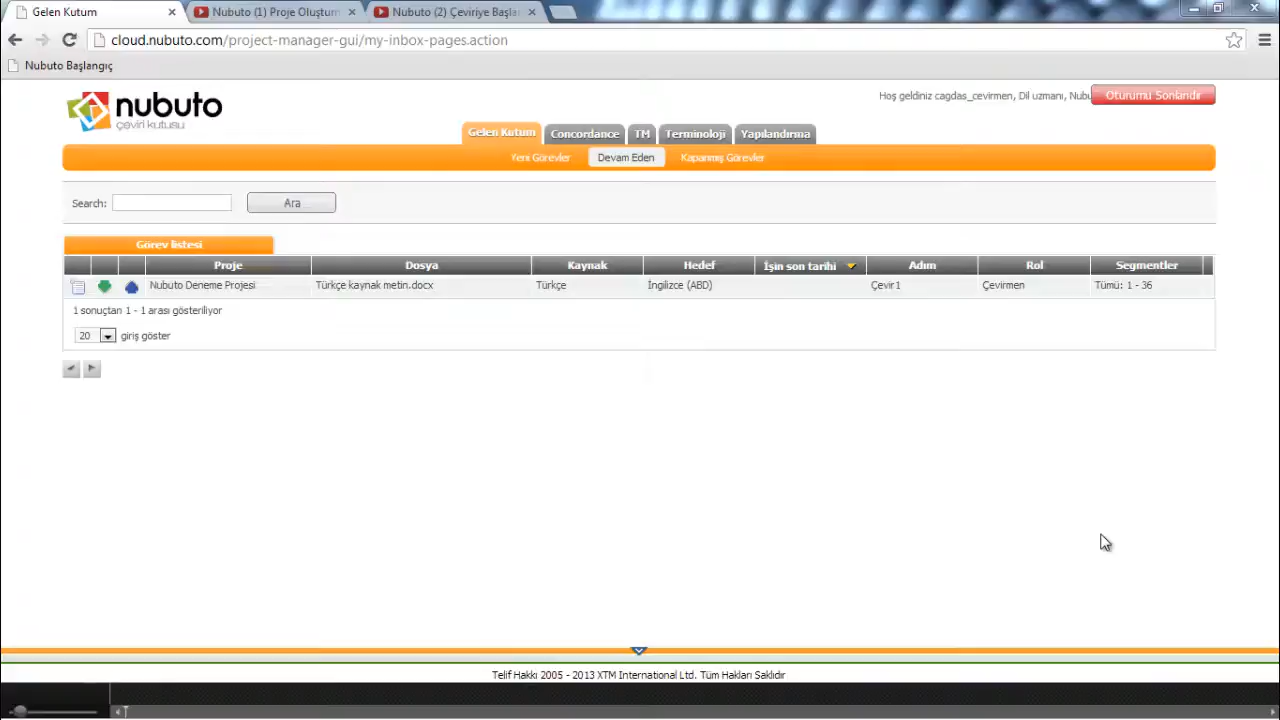 Gelen Kutum
Nubuto (1) Proje Oluşturm
Nubuto (2) Çeviriye Başla
cloud.nubuto.com/project-manager-gui/my-inbox-pages.action
Nubuto Başlangıç
nubuto
çeviri kutusu
Hoş geldiniz cagdas_cevirmen, Dil uzmanı, Nubu
Oturumu Sonlandır
Gelen Kutum Concordance TM Terminoloji Yapılandırma
Yeni Görevler Devam Eden Kapanmış Görevler
Search: Ara
Görev listesi
Proje Dosya Kaynak Hedef İşin son tarihi Adım Rol Segmentler
Nubuto Deneme Projesi Türkçe kaynak metin.docx Türkçe İngilizce (ABD) Çevir1 Çevirmen Tümü: 1 - 36
1 sonuçtan 1 - 1 arası gösteriliyor
20 giriş göster
Telif Hakkı 2005 - 2013 XTM International Ltd. Tüm Hakları Saklıdır